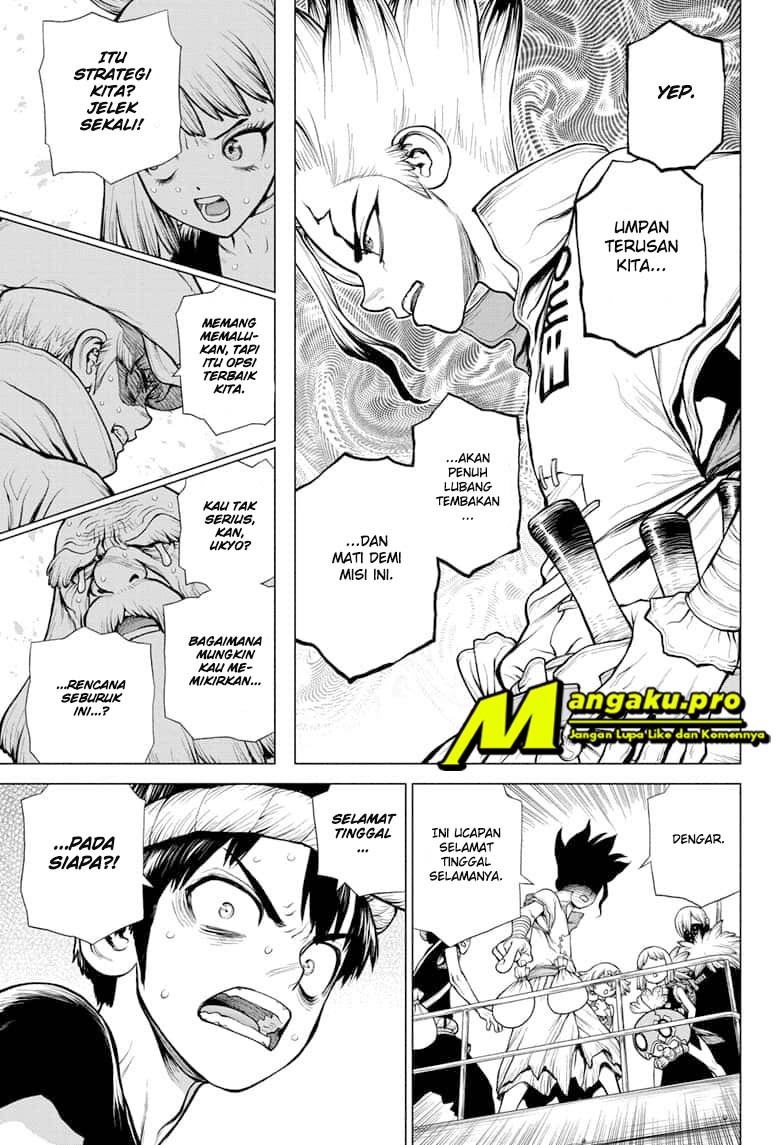 YEP.
UMPAN
TERUSAN
KITA...
...AKAN
PENUH
LUBANG
TEMBAKAN
...
...DAN
MATI DEMI
MISI INI.
E=mc
ITU
STRATEGI
KITA?
JELEK
SEKALI!
MEMANG
MEMALU-
KAN, TAPI
ITU OPSI
TERBAIK
KITA.
KAU TAK
SERIUS,
KAN,
UKYO?
BAGAIMANA
MUNGKIN
KAU ME-
MIKIRKAN...
...RENCANA
SEBURUK
INI...?
Mangaku.pro
Jangan Lupa Like dan Komennya
DENGAR.
INI UCAPAN
SELAMAT
TINGGAL
SELAMANYA.
SELAMAT
TINGGAL
...
...PADA
SIAPA?!